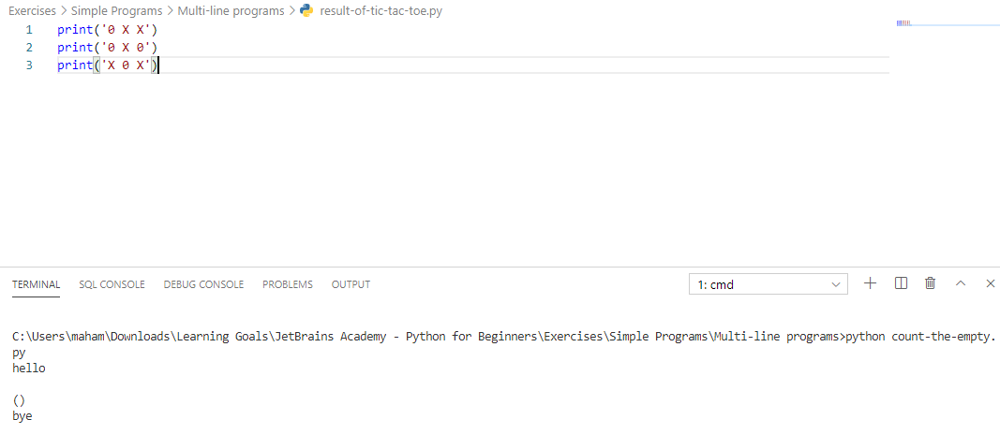 Exercises > Simple Programs > Multi-line programs > result-of-tic-tac-toe.py
1 print('0 X X')
2 print('0 X 0')
3 print('X 0 X')
TERMINAL SQL CONSOLE DEBUG CONSOLE PROBLEMS OUTPUT 1: cmd
C:\Users\maham\Downloads\Learning Goals\JetBrains Academy - Python for Beginners\Exercises\Simple Programs\Multi-line programs>python count-the-empty.
py
hello
()
bye